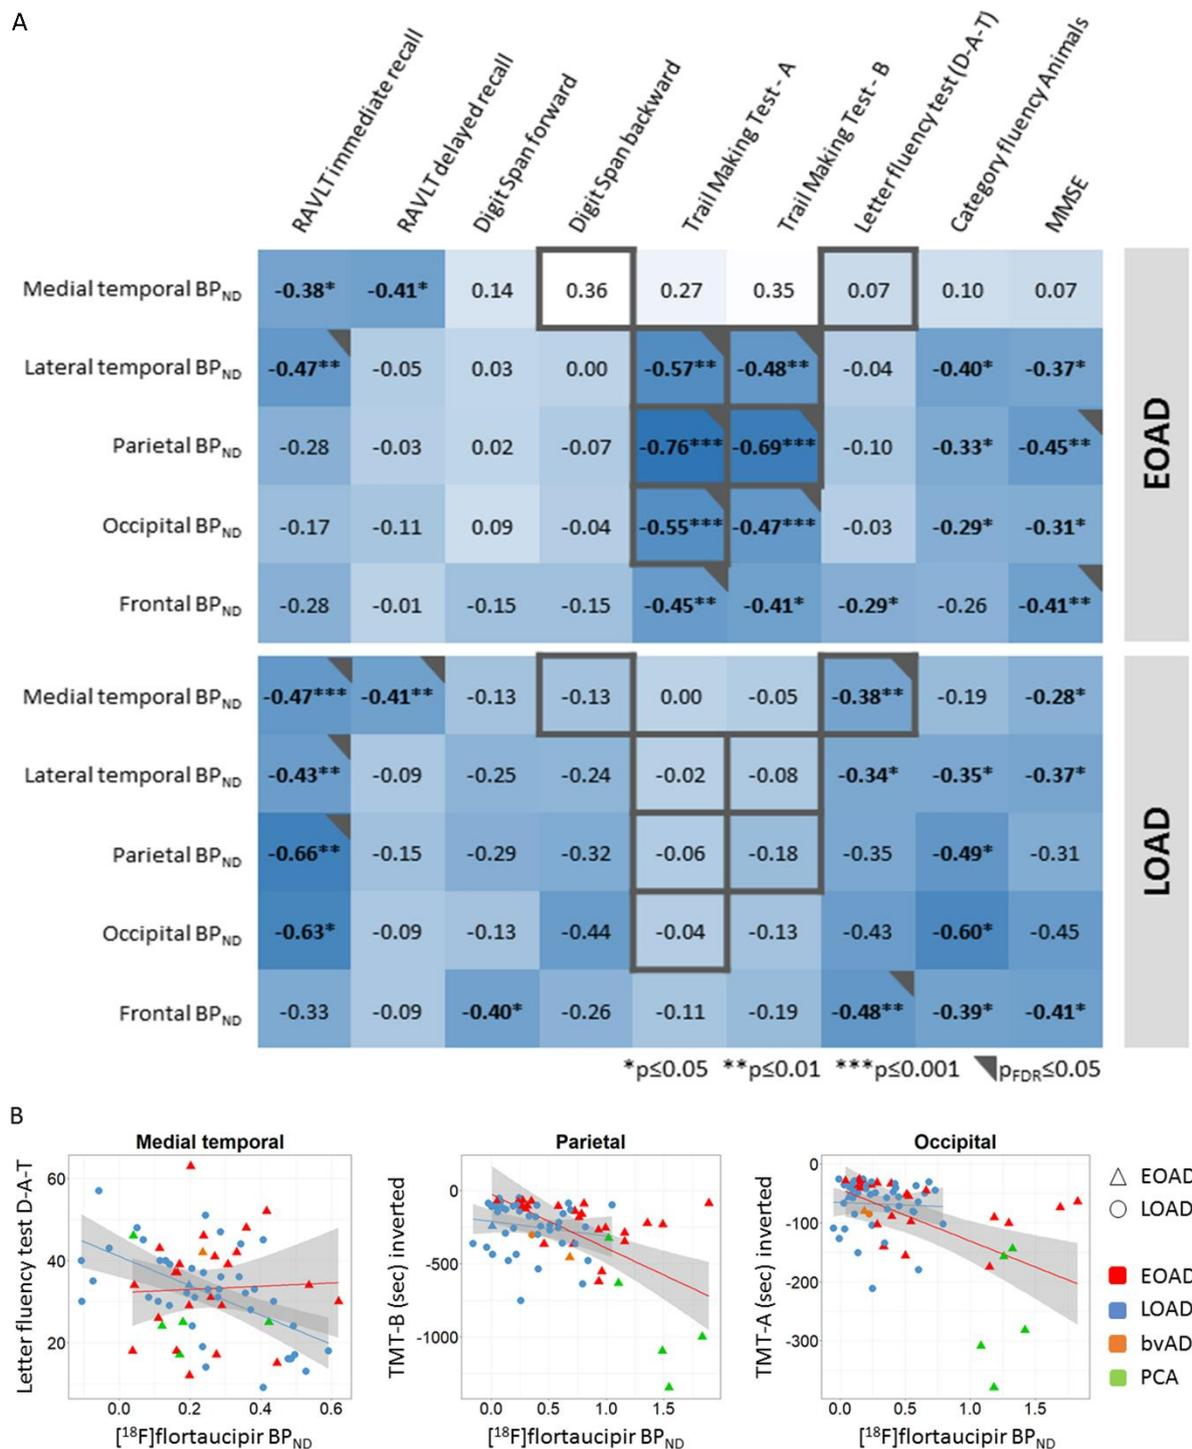 A
RAVLT immediate recall
RAVLT delayed recall
Digit Span forward
Digit Span backward
Trail Making Test - A
Trail Making Test - B
Letter fluency test (D-A-T)
Category fluency Animals
MMSE
Medial temporal BPND -0.38* -0.41* 0.14 0.36 0.27 0.35 0.07 0.10 0.07
Lateral temporal BPND -0.47** -0.05 0.03 0.00 -0.57** -0.48** -0.04 -0.40* -0.37*
Parietal BPND -0.28 -0.03 0.02 -0.07 -0.76*** -0.69*** -0.10 -0.33* -0.45**
Occipital BPND -0.17 -0.11 0.09 -0.04 -0.55*** -0.47*** -0.03 -0.29* -0.31*
Frontal BPND -0.28 -0.01 -0.15 -0.15 -0.45** -0.41* -0.29* -0.26 -0.41**
EOAD
Medial temporal BPND -0.47*** -0.41** -0.13 -0.13 0.00 -0.05 -0.38** -0.19 -0.28*
Lateral temporal BPND -0.43** -0.09 -0.25 -0.24 -0.02 -0.08 -0.34* -0.35* -0.37*
Parietal BPND -0.66** -0.15 -0.29 -0.32 -0.06 -0.18 -0.35 -0.49* -0.31
Occipital BPND -0.63* -0.09 -0.13 -0.44 -0.04 -0.13 -0.43 -0.60* -0.45
Frontal BPND -0.33 -0.09 -0.40* -0.26 -0.11 -0.19 -0.48** -0.39* -0.41*
LOAD
*p≤0.05 **p≤0.01 ***p≤0.001 pFDR≤0.05
B
Medial temporal
Letter fluency test D-A-T
60
40
20
0.0 0.2 0.4 0.6
[18F]flortaucipir BPND
Parietal
TMT-B (sec) inverted
0
-500
-1000
0.0 0.5 1.0 1.5
[18F]flortaucipir BPND
Occipital
TMT-A (sec) inverted
0
-100
-200
-300
0.0 0.5 1.0 1.5
[18F]flortaucipir BPND
EOAD
LOAD
EOAD
LOAD
bvAD
PCA